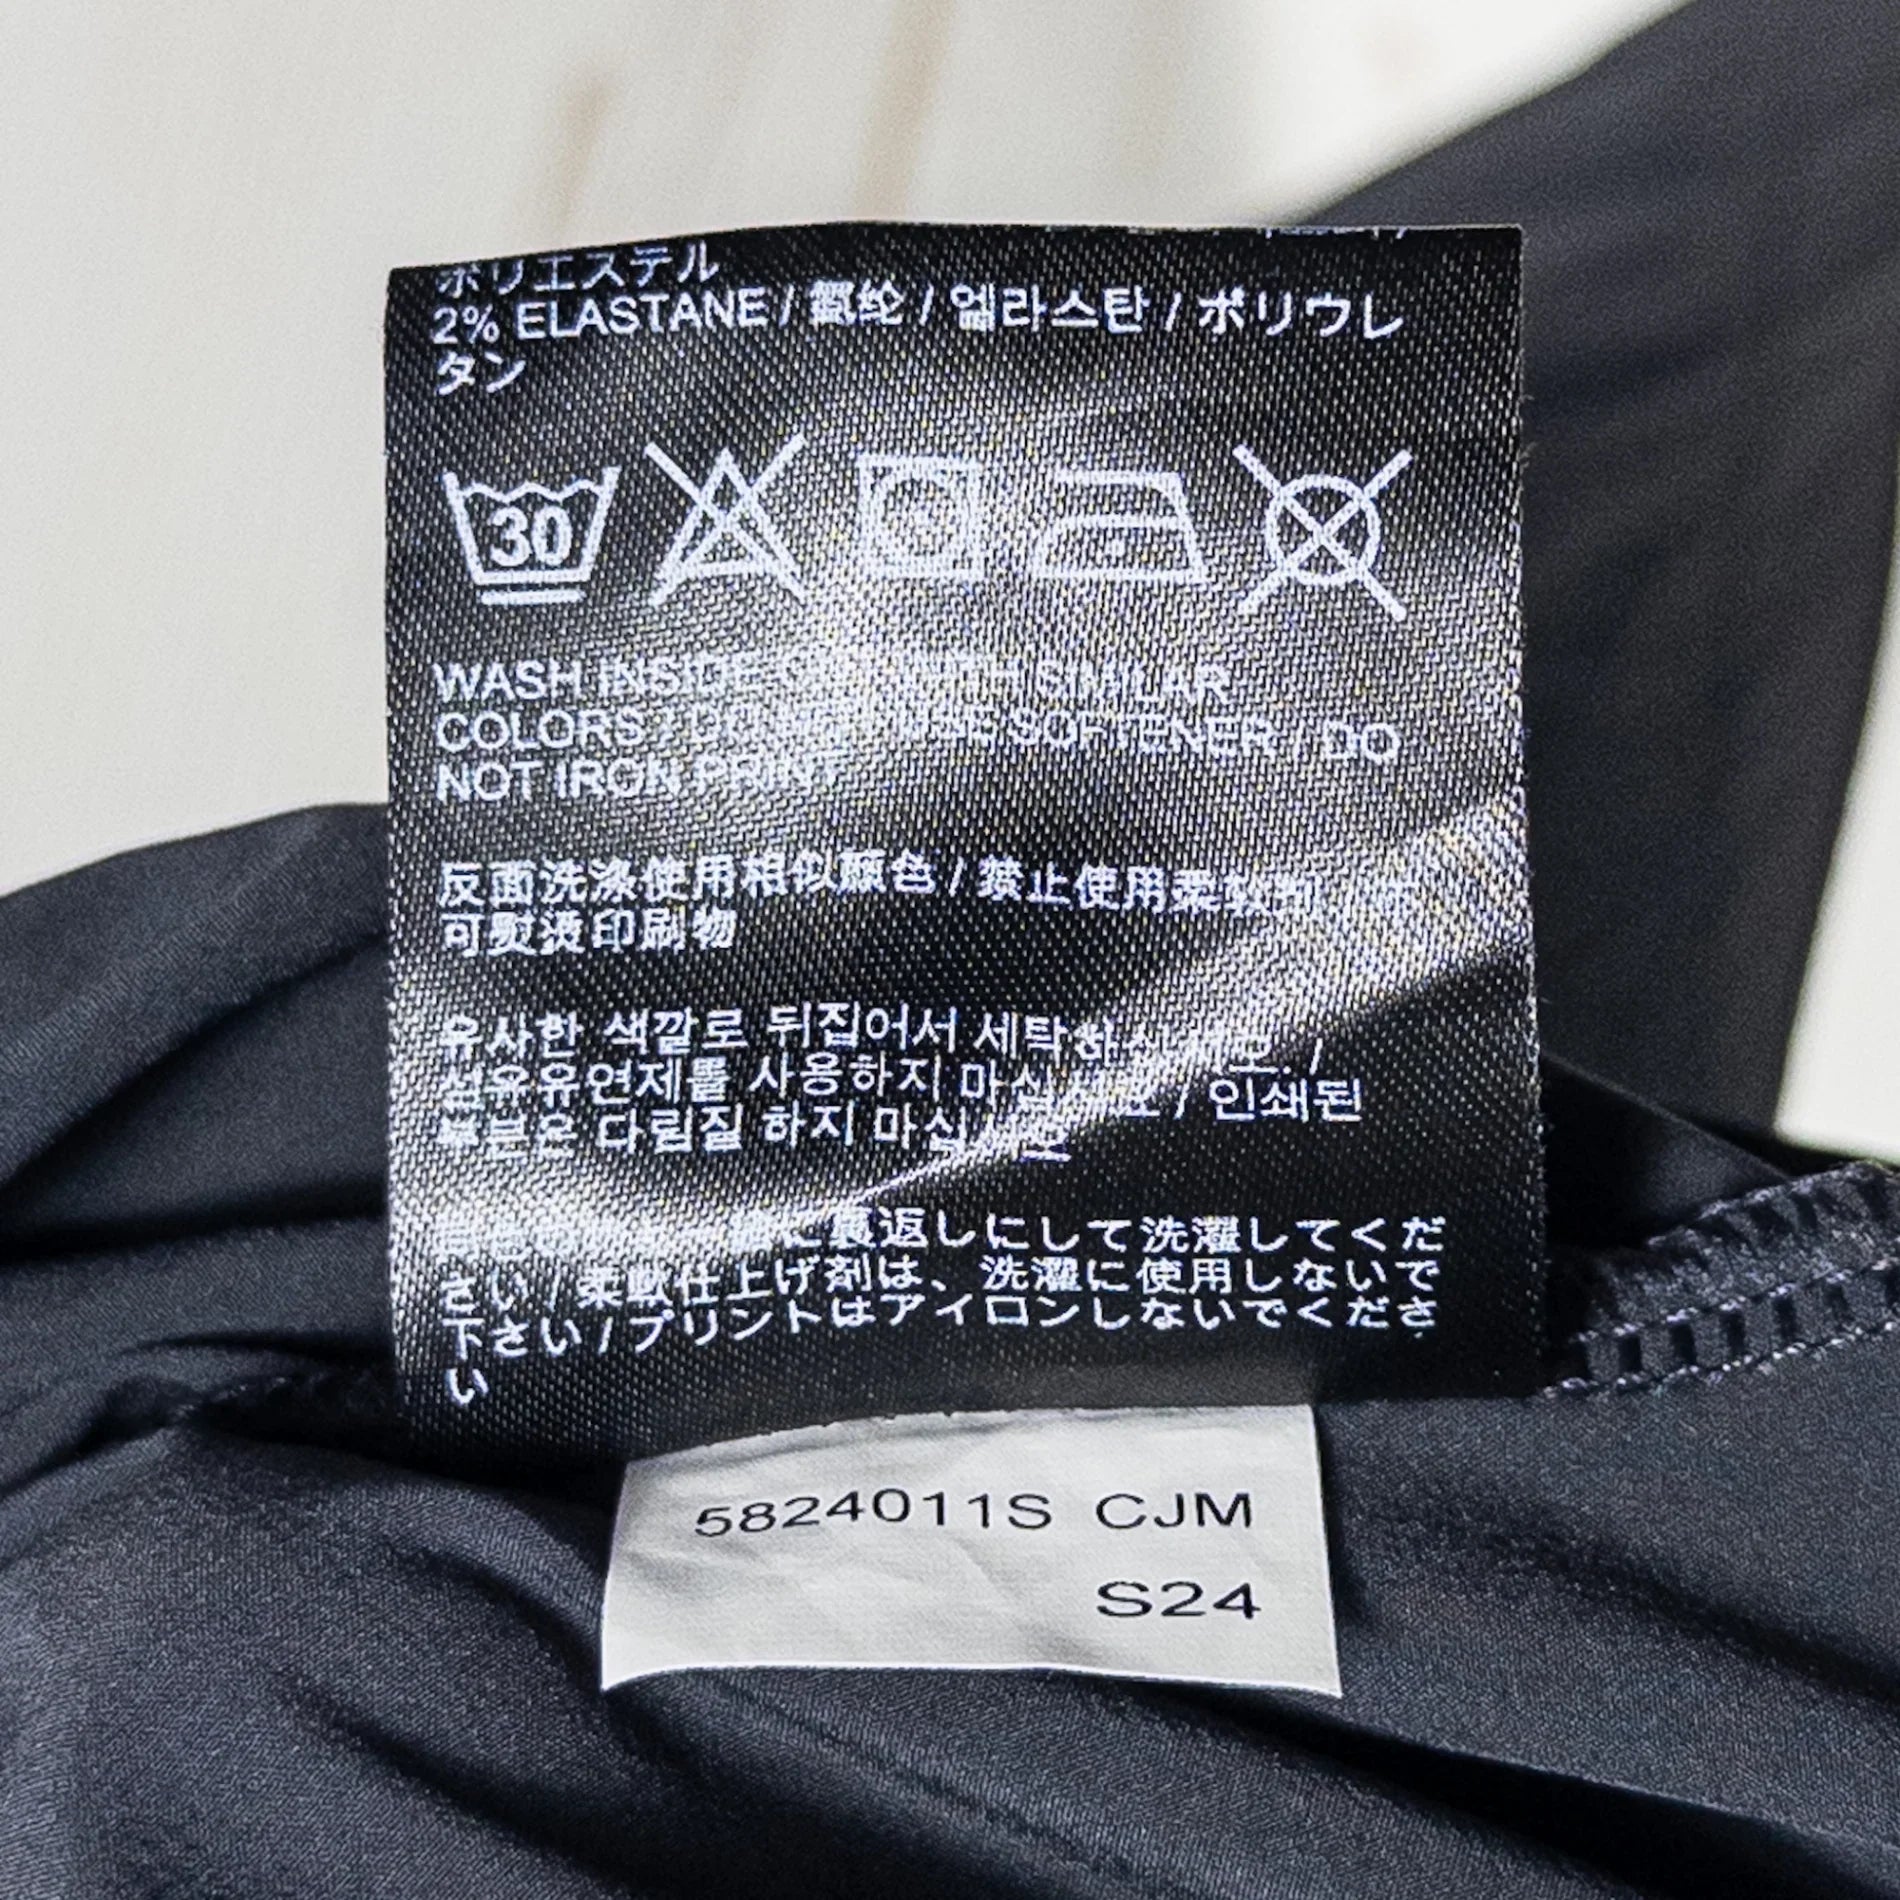 ポリエステル
2% ELASTANE / 氨纶 / 엘라스탄 / ポリウレ
タン
30
WASH INSIDE OUT WITH SIMILAR
COLORS / DO NOT USE SOFTENER / DO
NOT IRON PRINT
反面洗涤使用相似颜色 / 禁止使用柔软剂 /
可熨烫印刷物
유사한 색깔로 뒤집어서 세탁하십시오. /
섬유유연제를 사용하지 마십시오 / 인쇄된
부분은 다림질 하지 마십시오
裏返しにして洗濯してくだ
さい / 柔軟仕上げ剤は、洗濯に使用しないで
下さい / プリントはアイロンしないでくださ
い
5824011S CJM
S24